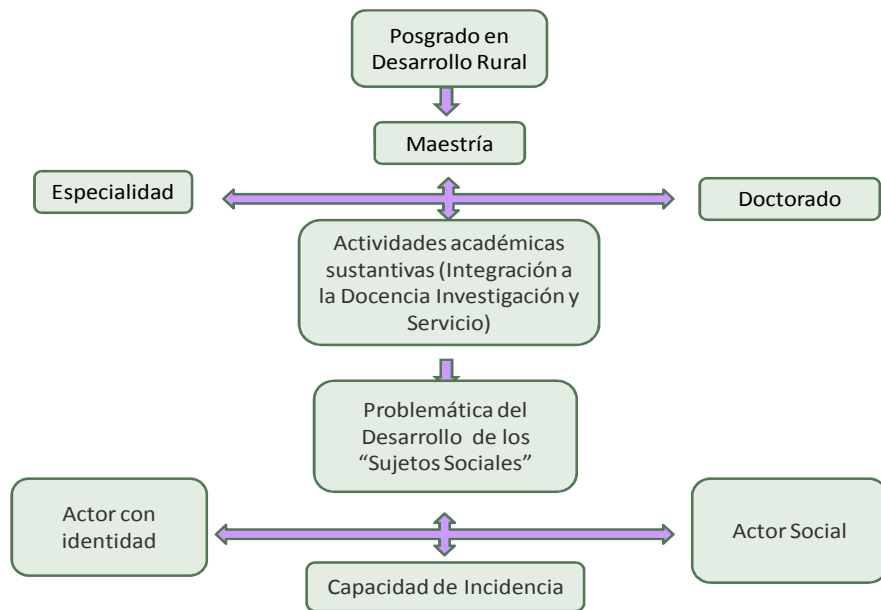 Posgrado en
Desarrollo Rural
Maestría
Especialidad
Doctorado
Actividades académicas
sustantivas (Integración a
la Docencia Investigación y
Servicio)
Problemática del
Desarrollo de los
“Sujetos Sociales”
Actor con
identidad
Actor Social
Capacidad de Incidencia